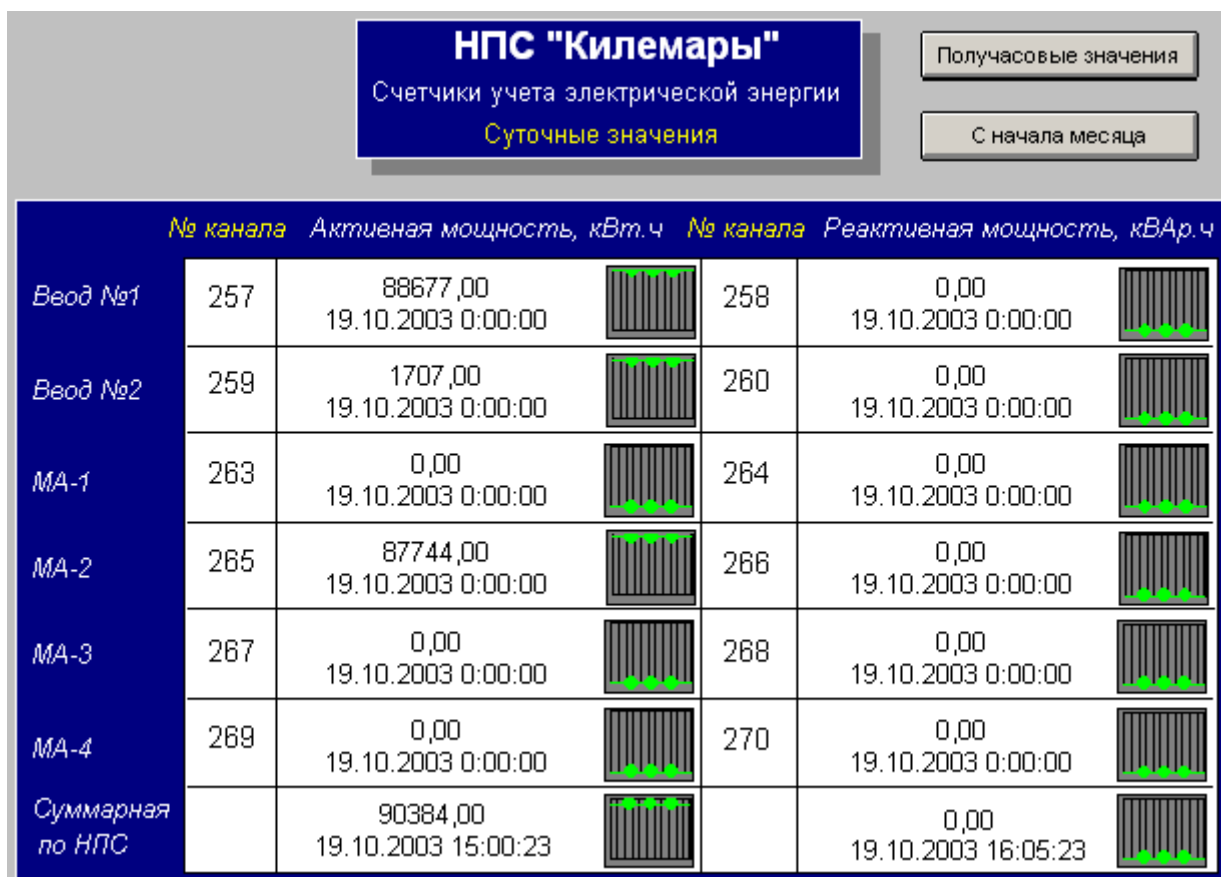 НПС "Килемары"
Счетчики учета электрической энергии
Суточные значения
Получасовые значения
С начала месяца
№ канала Активная мощность, кВт.ч № канала Реактивная мощность, кВАр.ч
Ввод №1 257 88677,00 258 0,00
19.10.2003 0:00:00 19.10.2003 0:00:00
Ввод №2 259 1707,00 260 0,00
19.10.2003 0:00:00 19.10.2003 0:00:00
МА-1 263 0,00 264 0,00
19.10.2003 0:00:00 19.10.2003 0:00:00
МА-2 265 87744,00 266 0,00
19.10.2003 0:00:00 19.10.2003 0:00:00
МА-3 267 0,00 268 0,00
19.10.2003 0:00:00 19.10.2003 0:00:00
МА-4 269 0,00 270 0,00
19.10.2003 0:00:00 19.10.2003 0:00:00
Суммарная 90384,00 0,00
по НПС 19.10.2003 15:00:23 19.10.2003 16:05:23